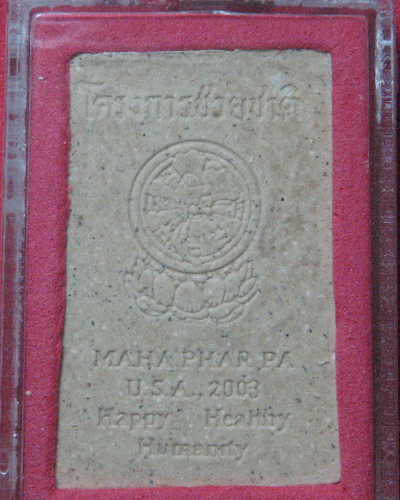 โครงการช่วยชาติ
MAHA PHAR PA
U.S.A., 2003
Happy Healthy
Humanity